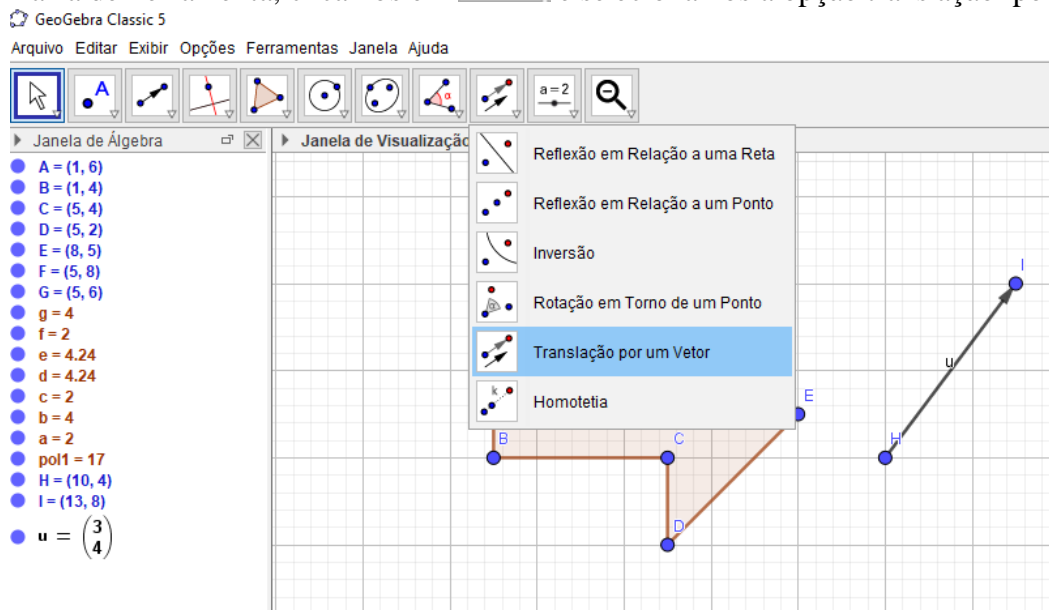 GeoGebra Classic 5
Arquivo Editar Exibir Opções Ferramentas Janela Ajuda
A
α
a = 2
Janela de Álgebra
Janela de Visualização
A = (1, 6)
B = (1, 4)
C = (5, 4)
D = (5, 2)
E = (8, 5)
F = (5, 8)
G = (5, 6)
g = 4
f = 2
e = 4.24
d = 4.24
c = 2
b = 4
a = 2
pol1 = 17
H = (10, 4)
I = (13, 8)
u = (3
4)
Reflexão em Relação a uma Reta
Reflexão em Relação a um Ponto
Inversão
α
Rotação em Torno de um Ponto
Translação por um Vetor
k
Homotetia
I
u
E
B
C
H
D